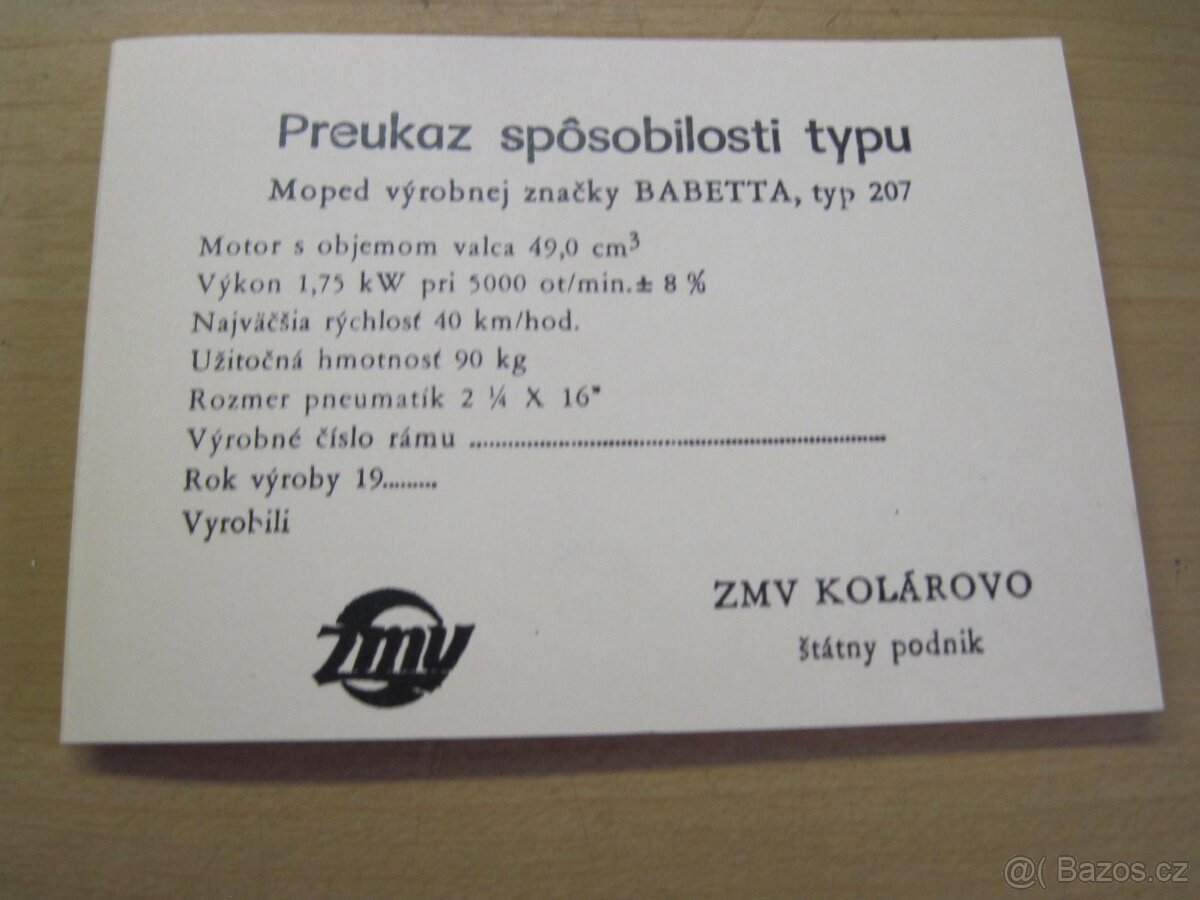 Preukaz spôsobilosti typu
Moped výrobnej značky BABETTA, typ 207
Motor s objemom valca 49,0 cm³
Výkon 1,75 kW pri 5000 ot/min.± 8 %
Najväčšia rýchlosť 40 km/hod.
Užitočná hmotnosť 90 kg
Rozmer pneumatík 2 ¼ X 16"
Výrobné číslo rámu ....................................................
Rok výroby 19.........
Vyrobili
ZMV KOLÁROVO
štátny podnik
zmv
@( Bazos.cz